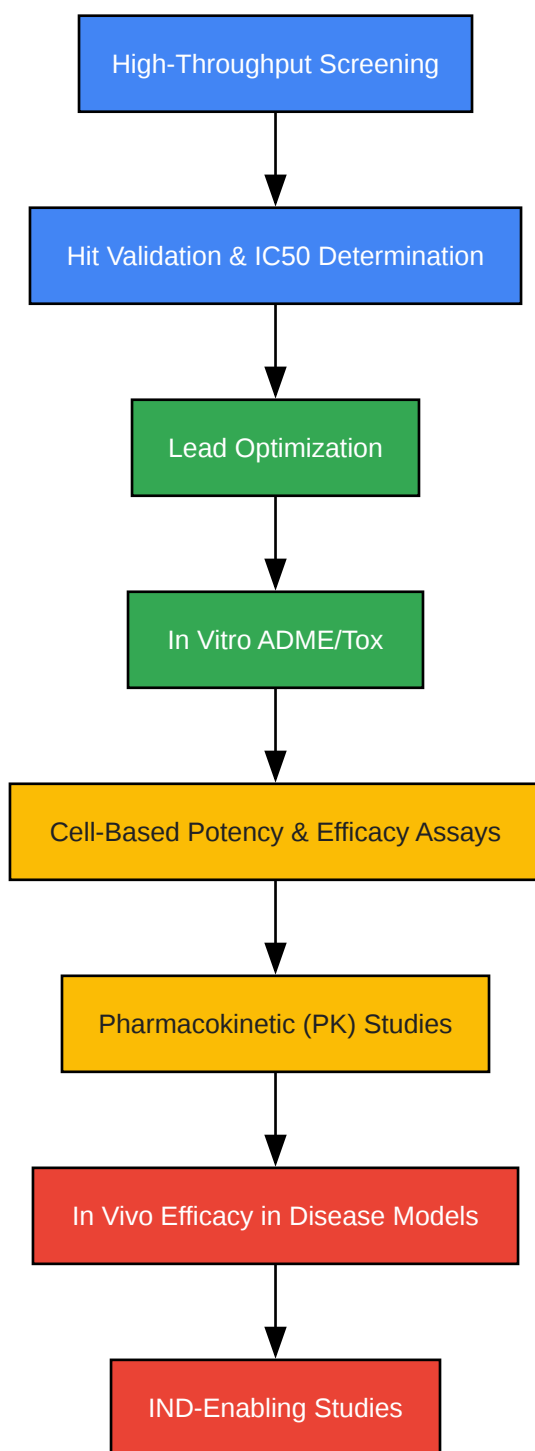 High-Throughput Screening
Hit Validation & IC50 Determination
Lead Optimization
In Vitro ADME/Tox
Cell-Based Potency & Efficacy Assays
Pharmacokinetic (PK) Studies
In Vivo Efficacy in Disease Models
IND-Enabling Studies